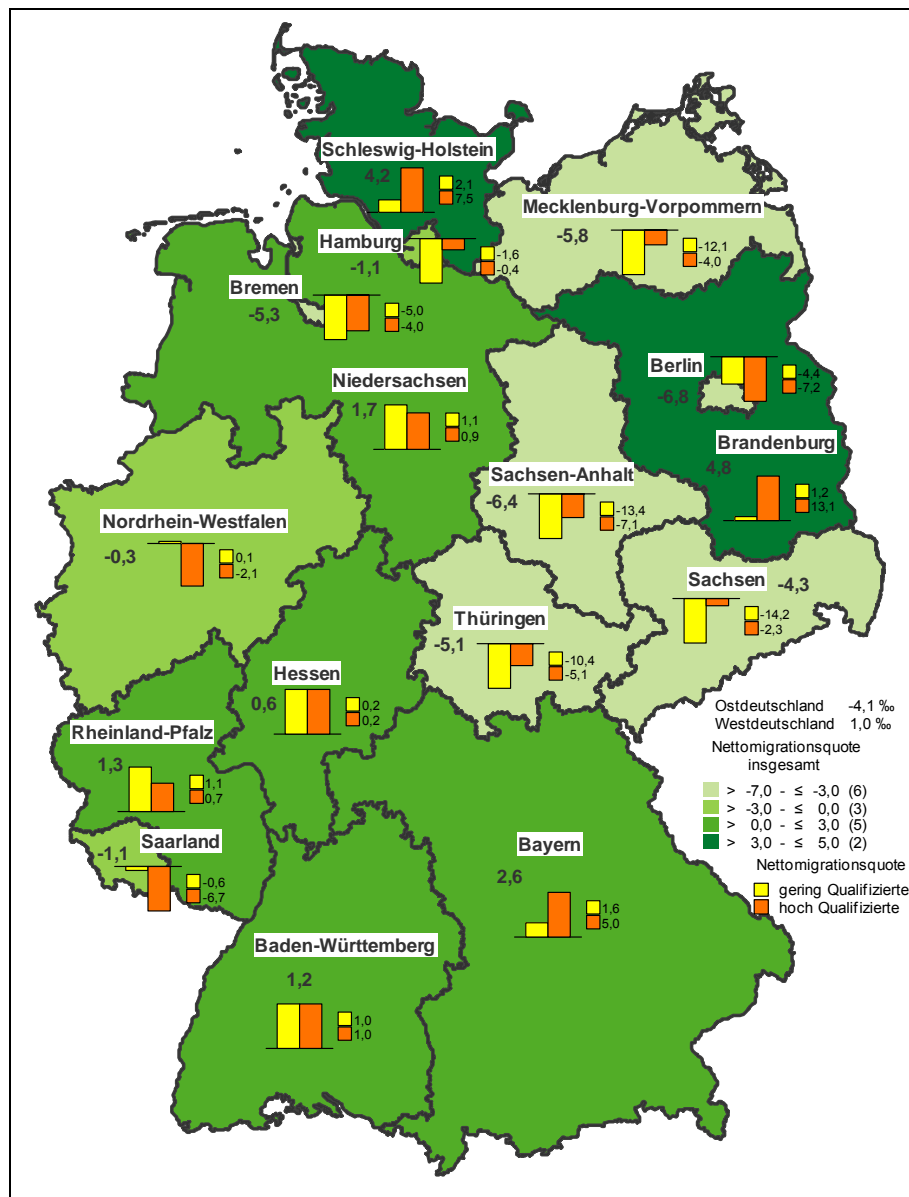 Schleswig-Holstein
4,2
2,1
7,5
Mecklenburg-Vorpommern
-5,8
-12,1
-4,0
Hamburg
-1,1
-1,6
-0,4
Bremen
-5,3
-5,0
-4,0
Berlin
-6,8
-4,4
-7,2
Niedersachsen
1,7
1,1
0,9
Brandenburg
4,8
1,2
13,1
Sachsen-Anhalt
-6,4
-13,4
-7,1
Nordrhein-Westfalen
-0,3
0,1
-2,1
Sachsen
-4,3
-14,2
-2,3
Thüringen
-5,1
-10,4
-5,1
Hessen
0,6
0,2
0,2
Rheinland-Pfalz
1,3
1,1
0,7
Saarland
-1,1
-0,6
-6,7
Bayern
2,6
1,6
5,0
Baden-Württemberg
1,2
1,0
1,0
Ostdeutschland -4,1 ‰
Westdeutschland 1,0 ‰
Nettomigrationsquote
insgesamt
> -7,0 - ≤ -3,0 (6)
> -3,0 - ≤ 0,0 (3)
> 0,0 - ≤ 3,0 (5)
> 3,0 - ≤ 5,0 (2)
Nettomigrationsquote
gering Qualifizierte
hoch Qualifizierte